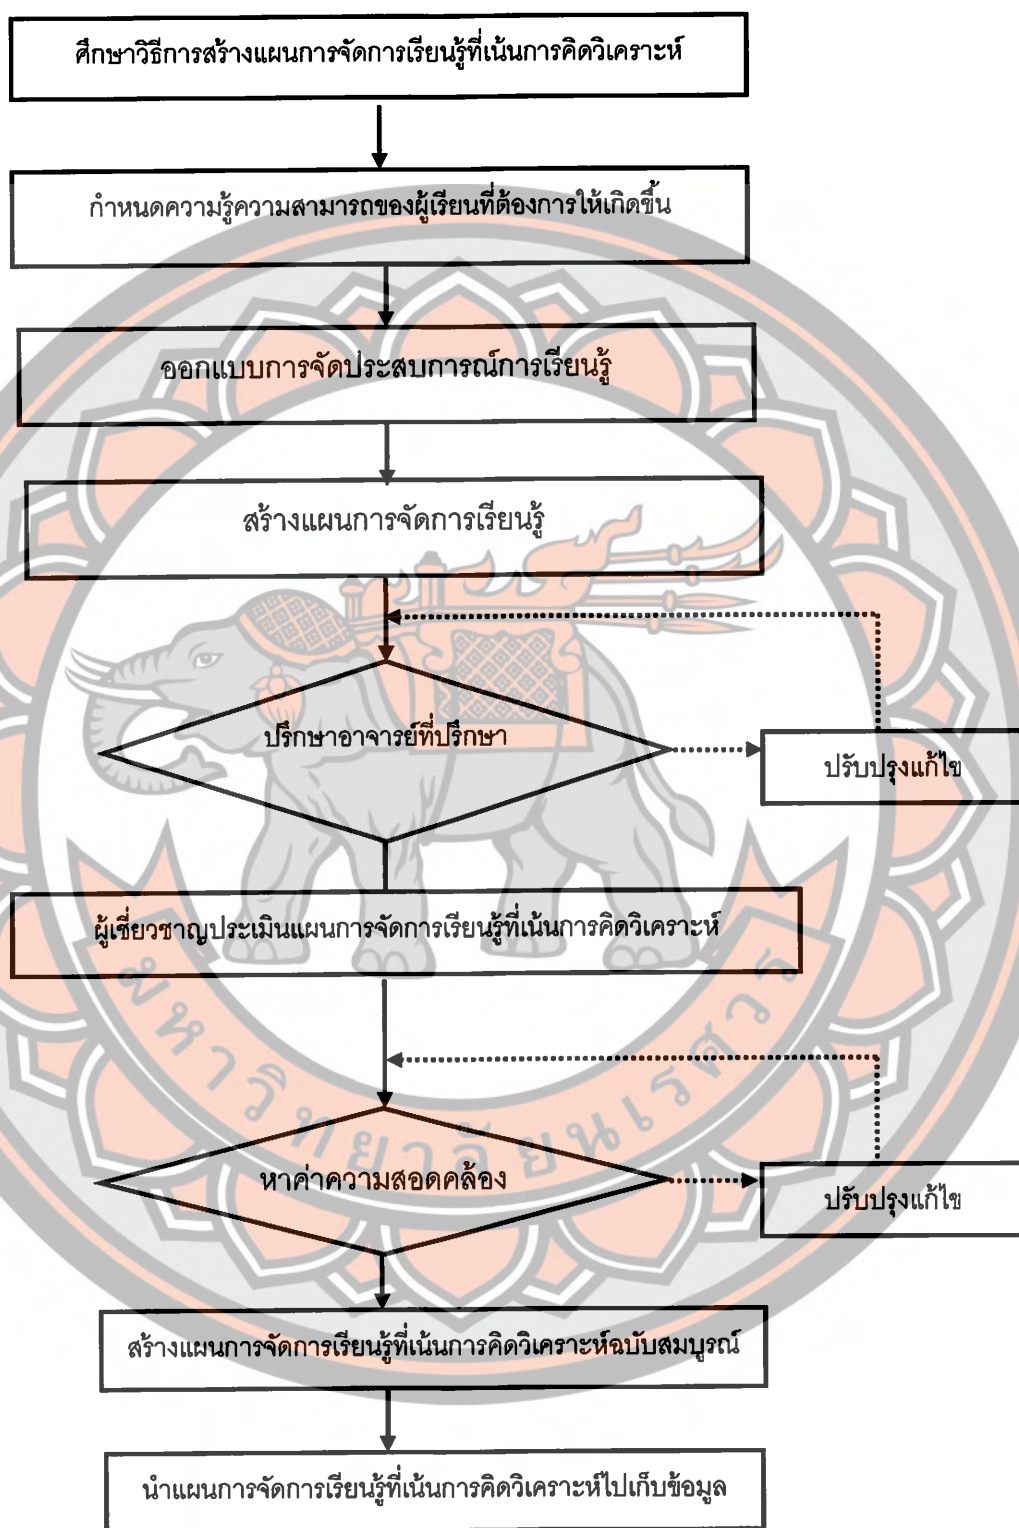 ศึกษาวิธีการสร้างแผนการจัดการเรียนรู้ที่เน้นการคิดวิเคราะห์
กำหนดความรู้ความสามารถของผู้เรียนที่ต้องการให้เกิดขึ้น
ออกแบบการจัดประสบการณ์การเรียนรู้
สร้างแผนการจัดการเรียนรู้
ปรึกษาอาจารย์ที่ปรึกษา
ปรับปรุงแก้ไข
ผู้เชี่ยวชาญประเมินแผนการจัดการเรียนรู้ที่เน้นการคิดวิเคราะห์
มหาวิทยาลัยนเรศวร
หาค่าความสอดคล้อง
ปรับปรุงแก้ไข
สร้างแผนการจัดการเรียนรู้ที่เน้นการคิดวิเคราะห์ฉบับสมบูรณ์
นำแผนการจัดการเรียนรู้ที่เน้นการคิดวิเคราะห์ไปเก็บข้อมูล